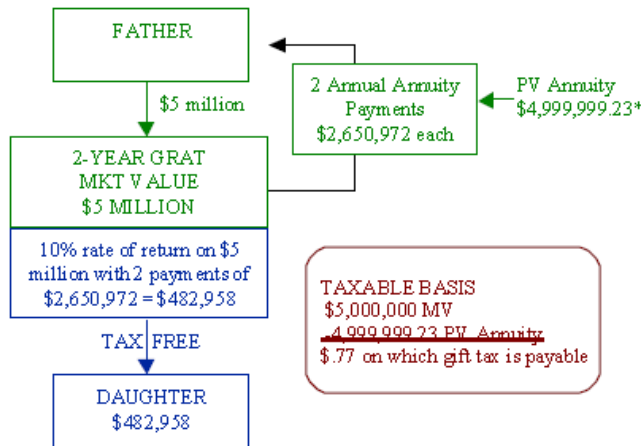 FATHER
$5 million
2 Annual Annuity
Payments
$2,650,972 each
PV Annuity
$4,999,999.23*
2-YEAR GRAT
MKT VALUE
$5 MILLION
10% rate of return on $5
million with 2 payments of
$2,650,972 = $482,958
TAX FREE
DAUGHTER
$482,958
TAXABLE BASIS
$5,000,000 MV
-4,999,999.23 PV Annuity
$.77 on which gift tax is payable